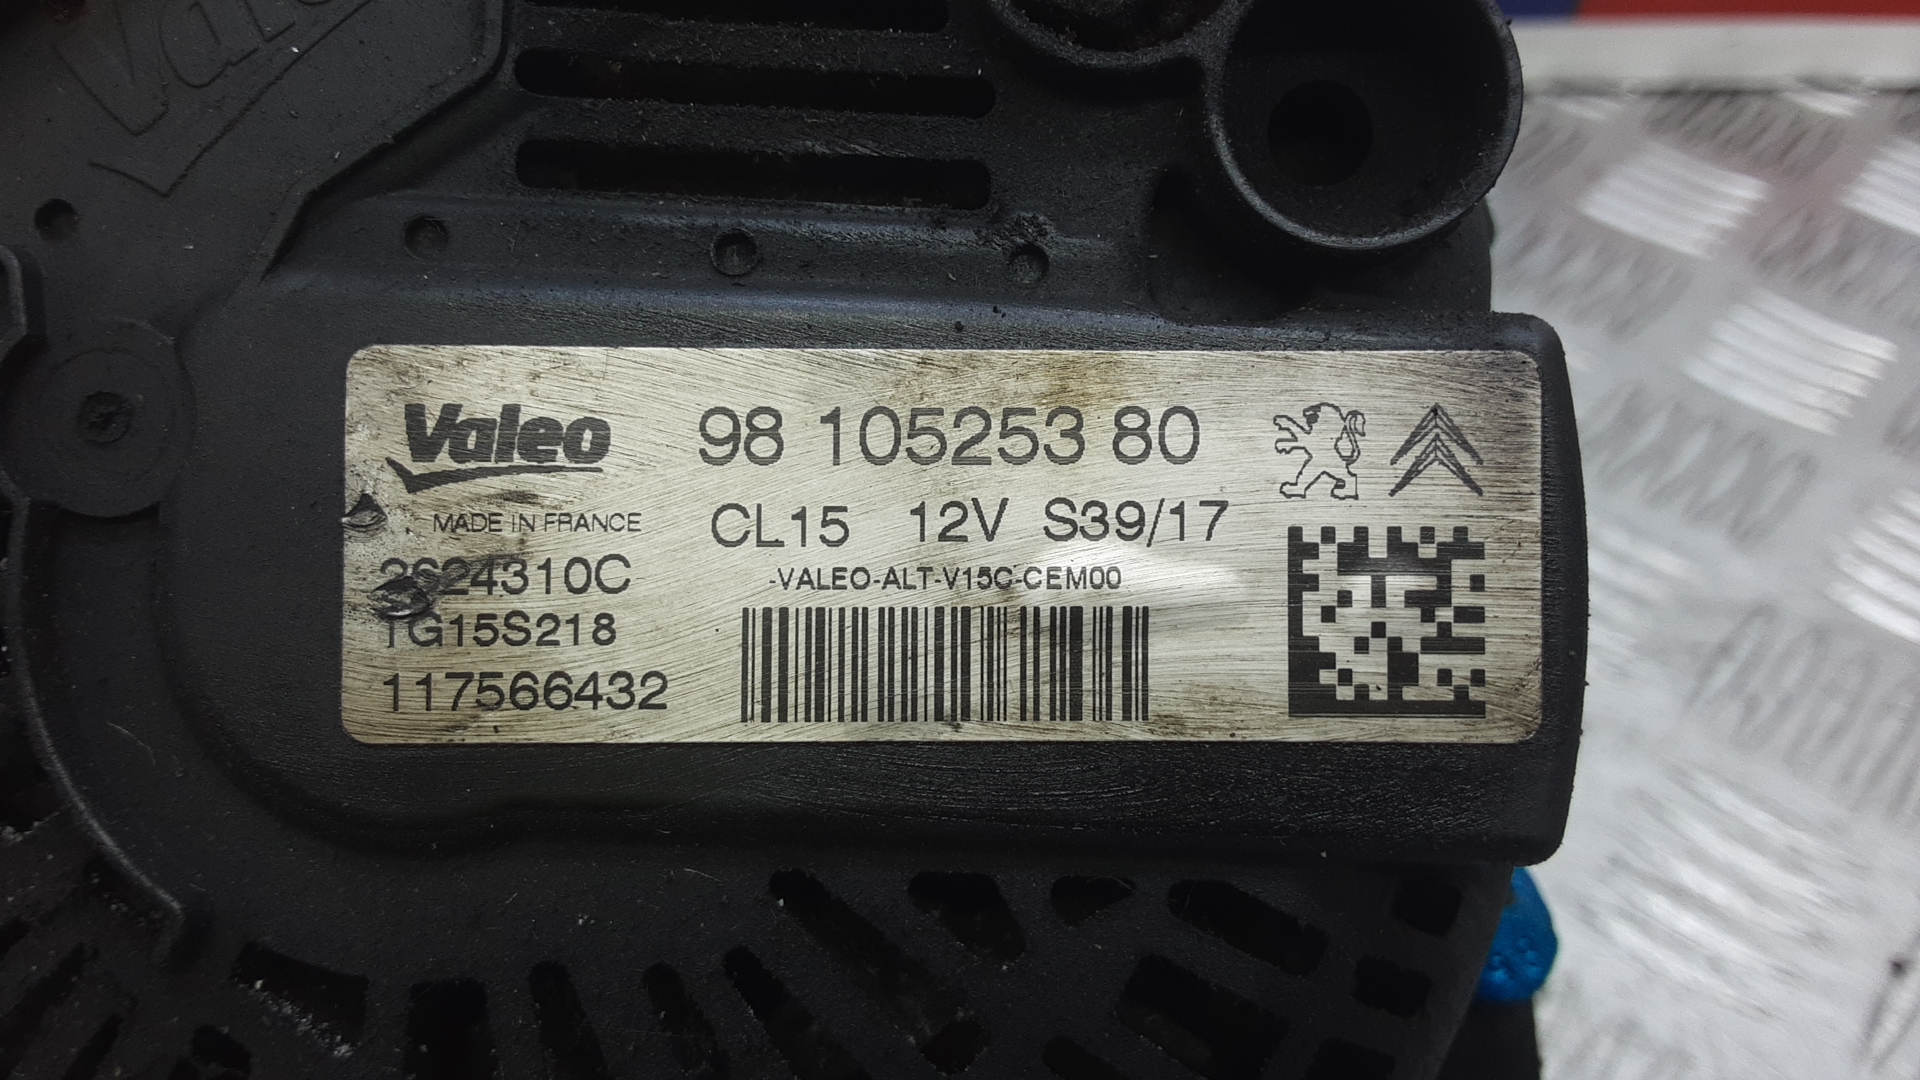 Valeo
98 105253 80
MADE IN FRANCE
CL15 12V S39/17
2624310C
-VALEO-ALT-V15C-CEM00
TG15S218
117566432